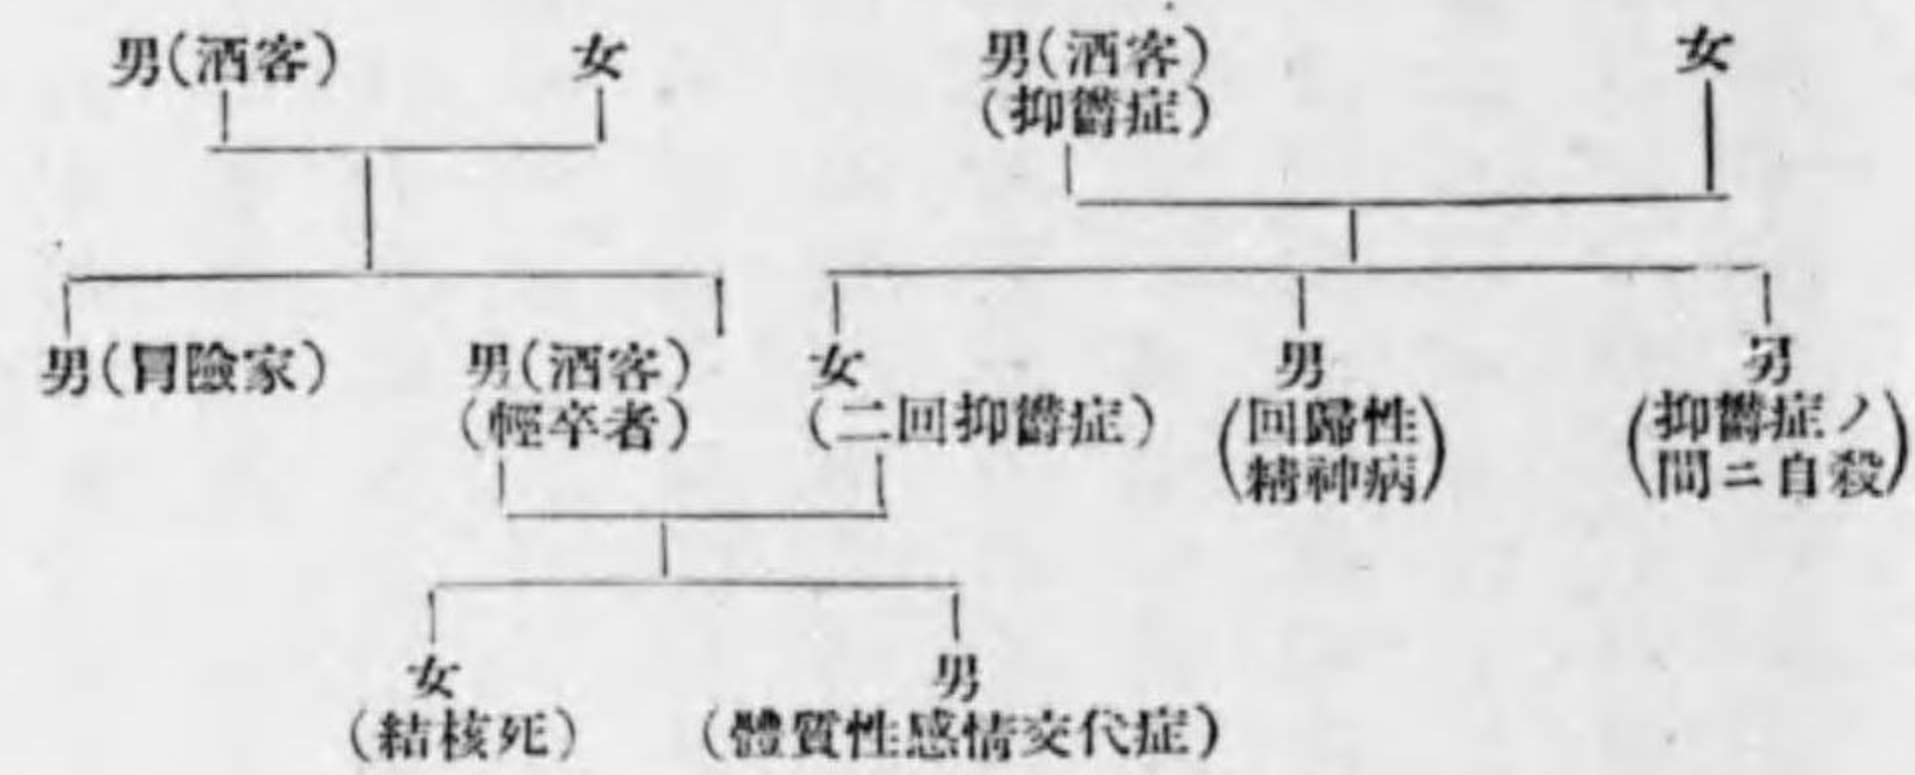 男(酒客) 女 男(酒客) 女
(抑鬱症)
男(冒險家) 男(酒客) 女 男 男
(輕卒者) (二回抑鬱症) (回歸性 (抑鬱症ノ
精神病) 間ニ自殺)
女 男
(結核死) (體質性感情交代症)